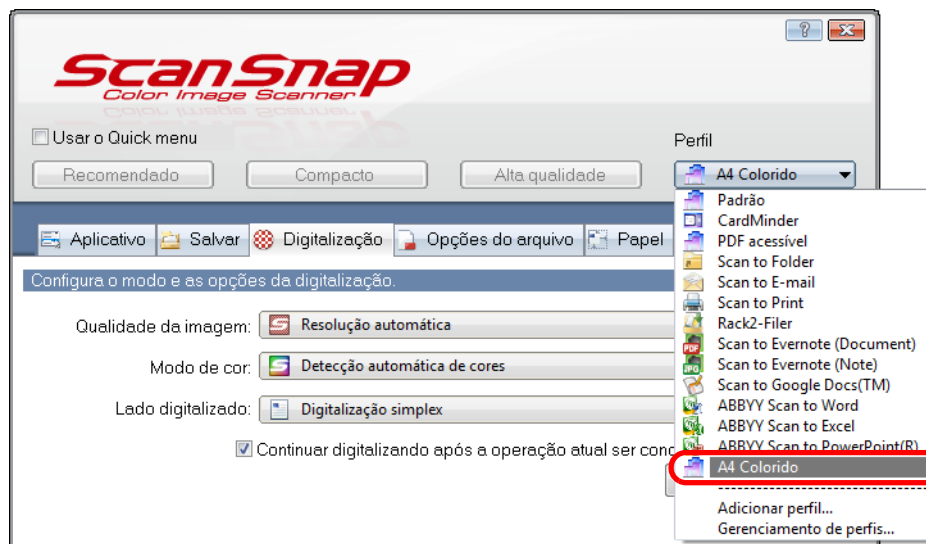 ScanSnap
Color Image Scanner
Usar o Quick menu
Perfil
Recomendado Compacto Alta qualidade A4 Colorido
Aplicativo Salvar Digitalização Opções do arquivo Papel
Configura o modo e as opções da digitalização.
Qualidade da imagem: Resolução automática
Modo de cor: Detecção automática de cores
Lado digitalizado: Digitalização simplex
Continuar digitalizando após a operação atual ser conc
Padrão
CardMinder
PDF acessível
Scan to Folder
Scan to E-mail
Scan to Print
Rack2-Filer
Scan to Evernote (Document)
Scan to Evernote (Note)
Scan to Google Docs(TM)
ABBYY Scan to Word
ABBYY Scan to Excel
ABBYY Scan to PowerPoint(R)
A4 Colorido
Adicionar perfil...
Gerenciamento de perfis...